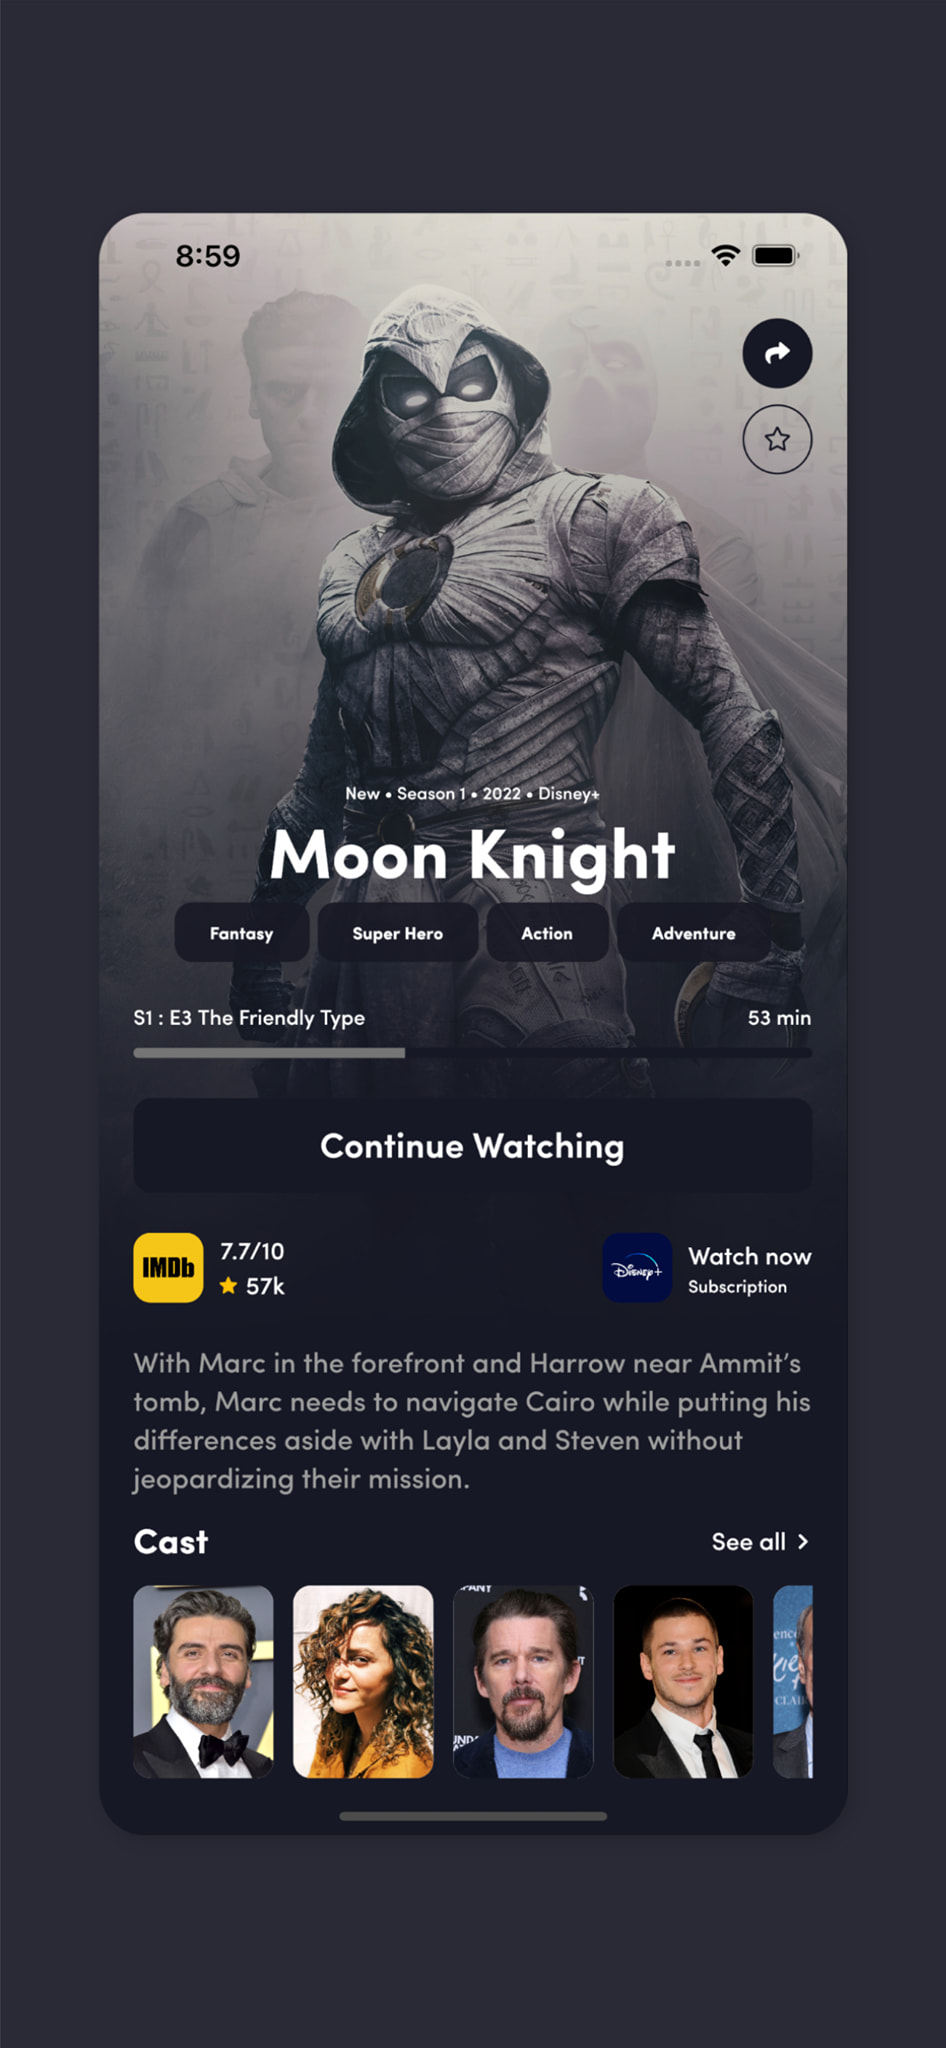 8:59
New • Season 1 • 2022 • Disney+
Moon Knight
Fantasy Super Hero Action Adventure
S1 : E3 The Friendly Type 53 min
Continue Watching
IMDb
7.7/10
57k
Disney+
Watch now
Subscription
With Marc in the forefront and Harrow near Ammit's
tomb, Marc needs to navigate Cairo while putting his
differences aside with Layla and Steven without
jeopardizing their mission.
Cast See all >